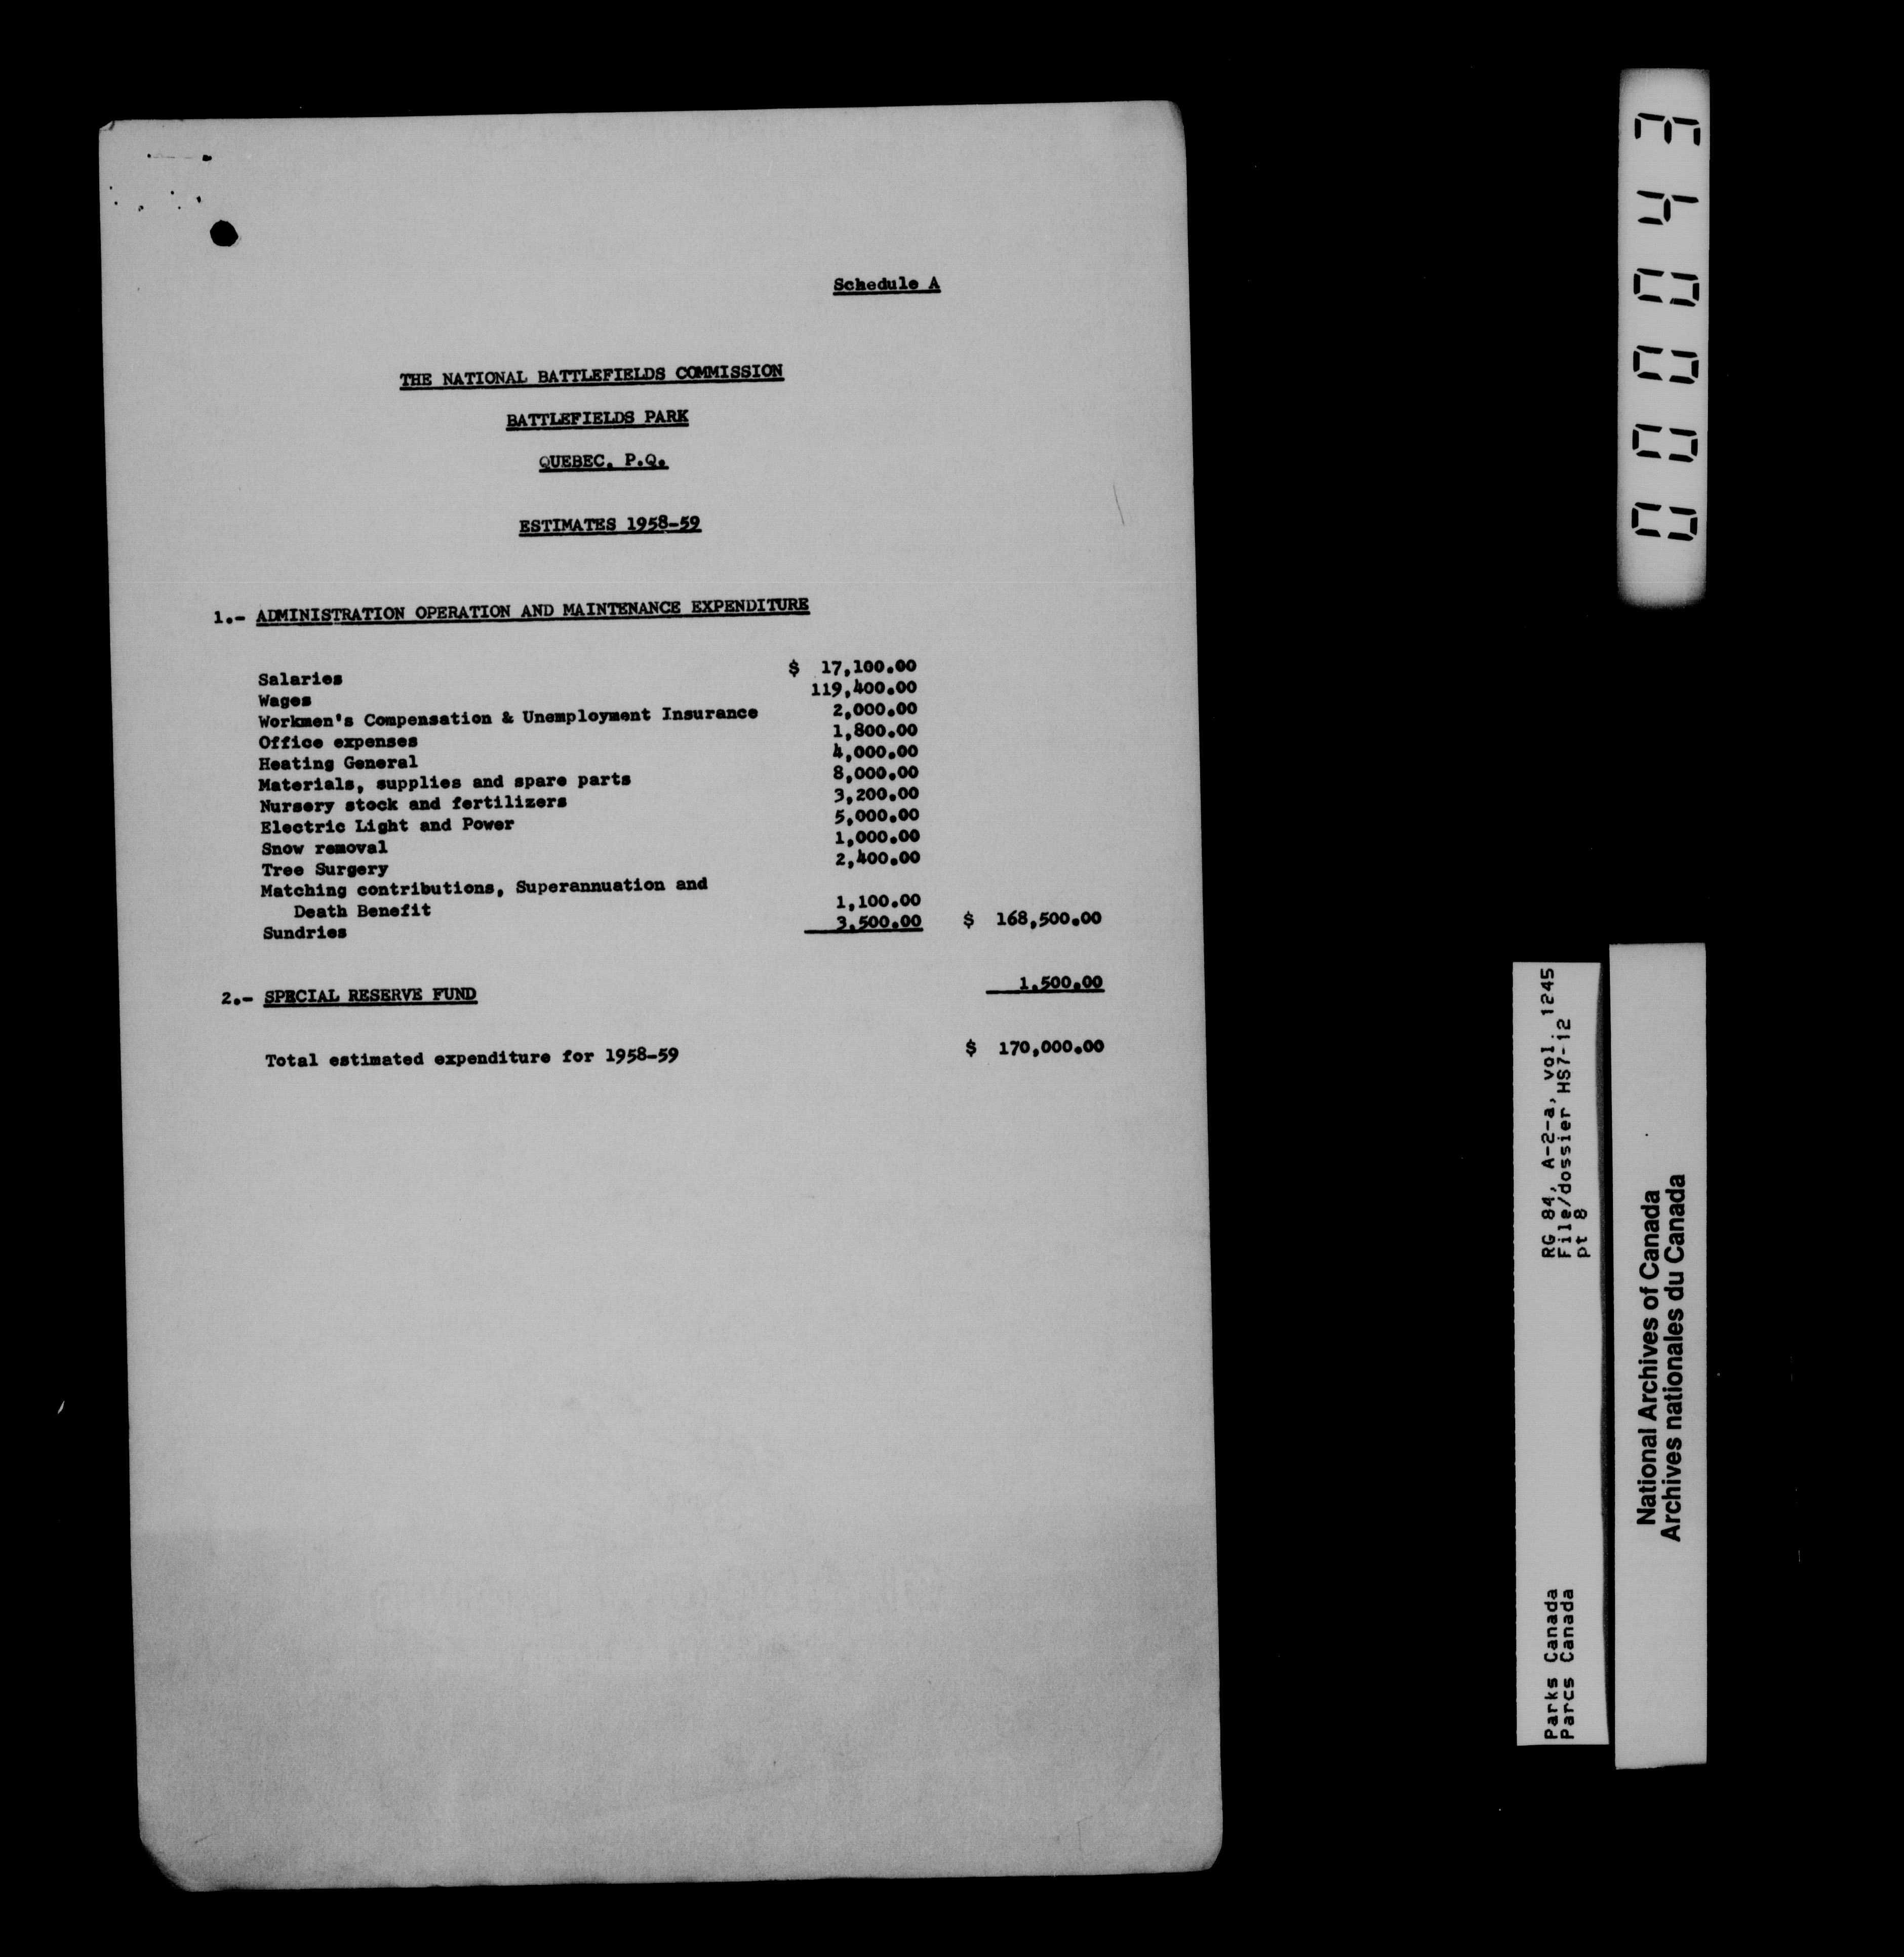 Schedule A
THE NATIONAL BATTLEFIELDS COMMISSION
BATTLEFIELDS PARK
QUEBEC, P.Q.
ESTIMATES 1958-59
1.- ADMINISTRATION OPERATION AND MAINTENANCE EXPENDITURE
Salaries $ 17,100.00
Wages 119,400.00
Workmen's Compensation & Unemployment Insurance 2,000.00
Office expenses 1,800.00
Heating General 4,000.00
Materials, supplies and spare parts 8,000.00
Nursery stock and fertilizers 3,200.00
Electric Light and Power 5,000.00
Snow removal 1,000.00
Tree Surgery 2,400.00
Matching contributions, Superannuation and
Death Benefit 1,100.00
Sundries 3,500.00 $ 168,500.00
2.- SPECIAL RESERVE FUND 1,500.00
Total estimated expenditure for 1958-59 $ 170,000.00
000043
Parks Canada RG 84, A-2-a, vol. 1245
Parcs Canada File/dossier HS7-12
pt 8
National Archives of Canada
Archives nationales du Canada